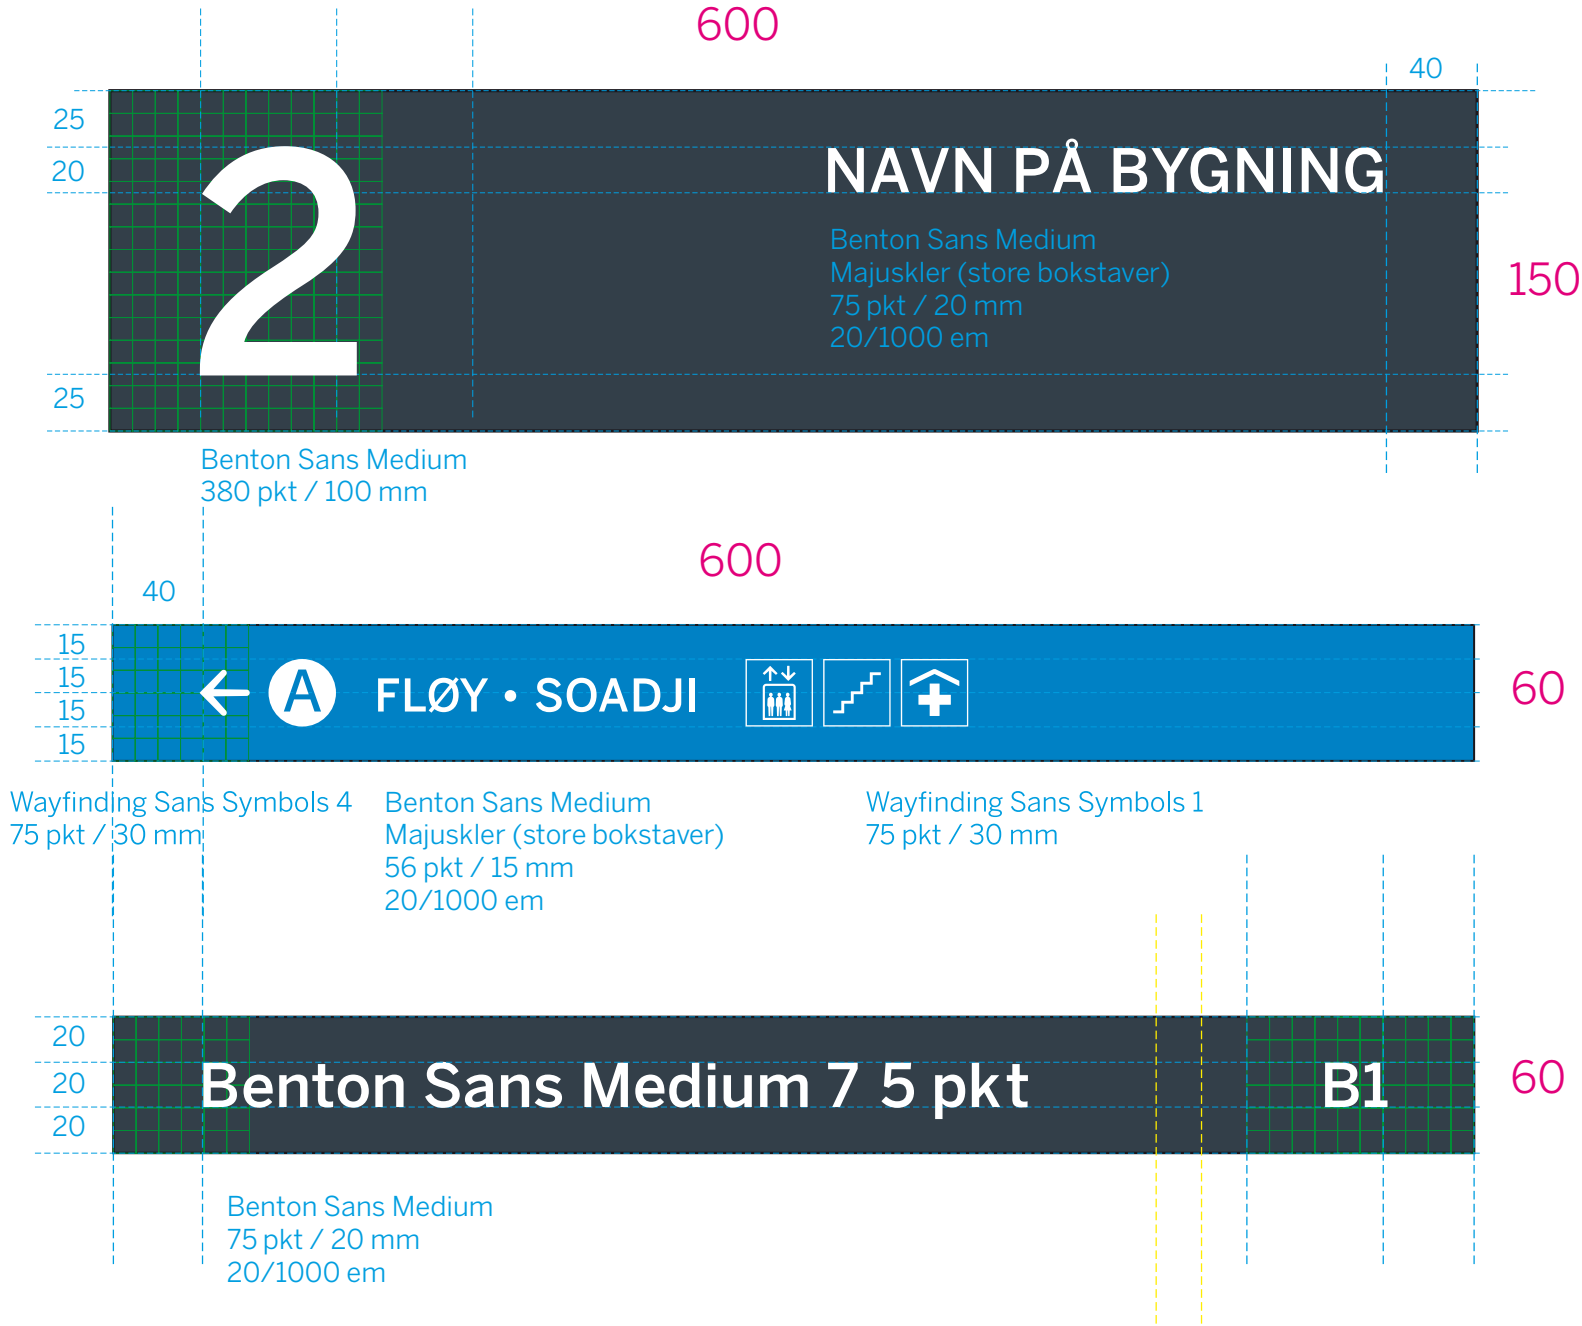 600
40
25
20
2
NAVN PÅ BYGNING
Benton Sans Medium
Majuskler (store bokstaver)
75 pkt / 20 mm
20/1000 em
150
25
Benton Sans Medium
380 pkt / 100 mm
600
40
15
15
15
15
A FLØY • SOADJI
60
Wayfinding Sans Symbols 4
75 pkt / 30 mm
Benton Sans Medium
Majuskler (store bokstaver)
56 pkt / 15 mm
20/1000 em
Wayfinding Sans Symbols 1
75 pkt / 30 mm
20
20
20
Benton Sans Medium 7 5 pkt
B1
60
Benton Sans Medium
75 pkt / 20 mm
20/1000 em